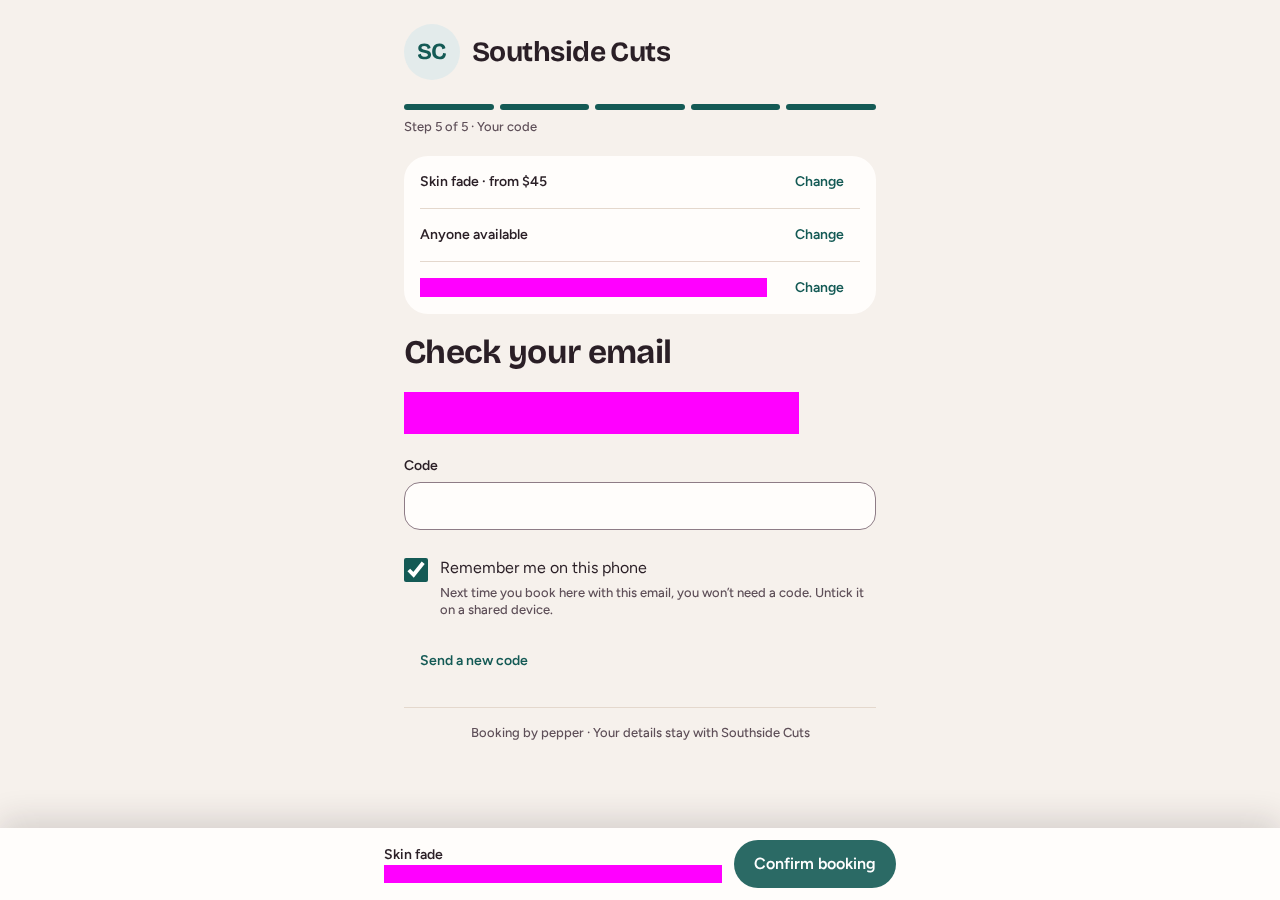 SC
Southside Cuts
Step 5 of 5 · Your code
Skin fade · from $45
Change
Anyone available
Change
Change
Check your email
Code
Remember me on this phone
Next time you book here with this email, you won't need a code. Untick it
on a shared device.
Send a new code
Booking by pepper · Your details stay with Southside Cuts
Skin fade
Confirm booking